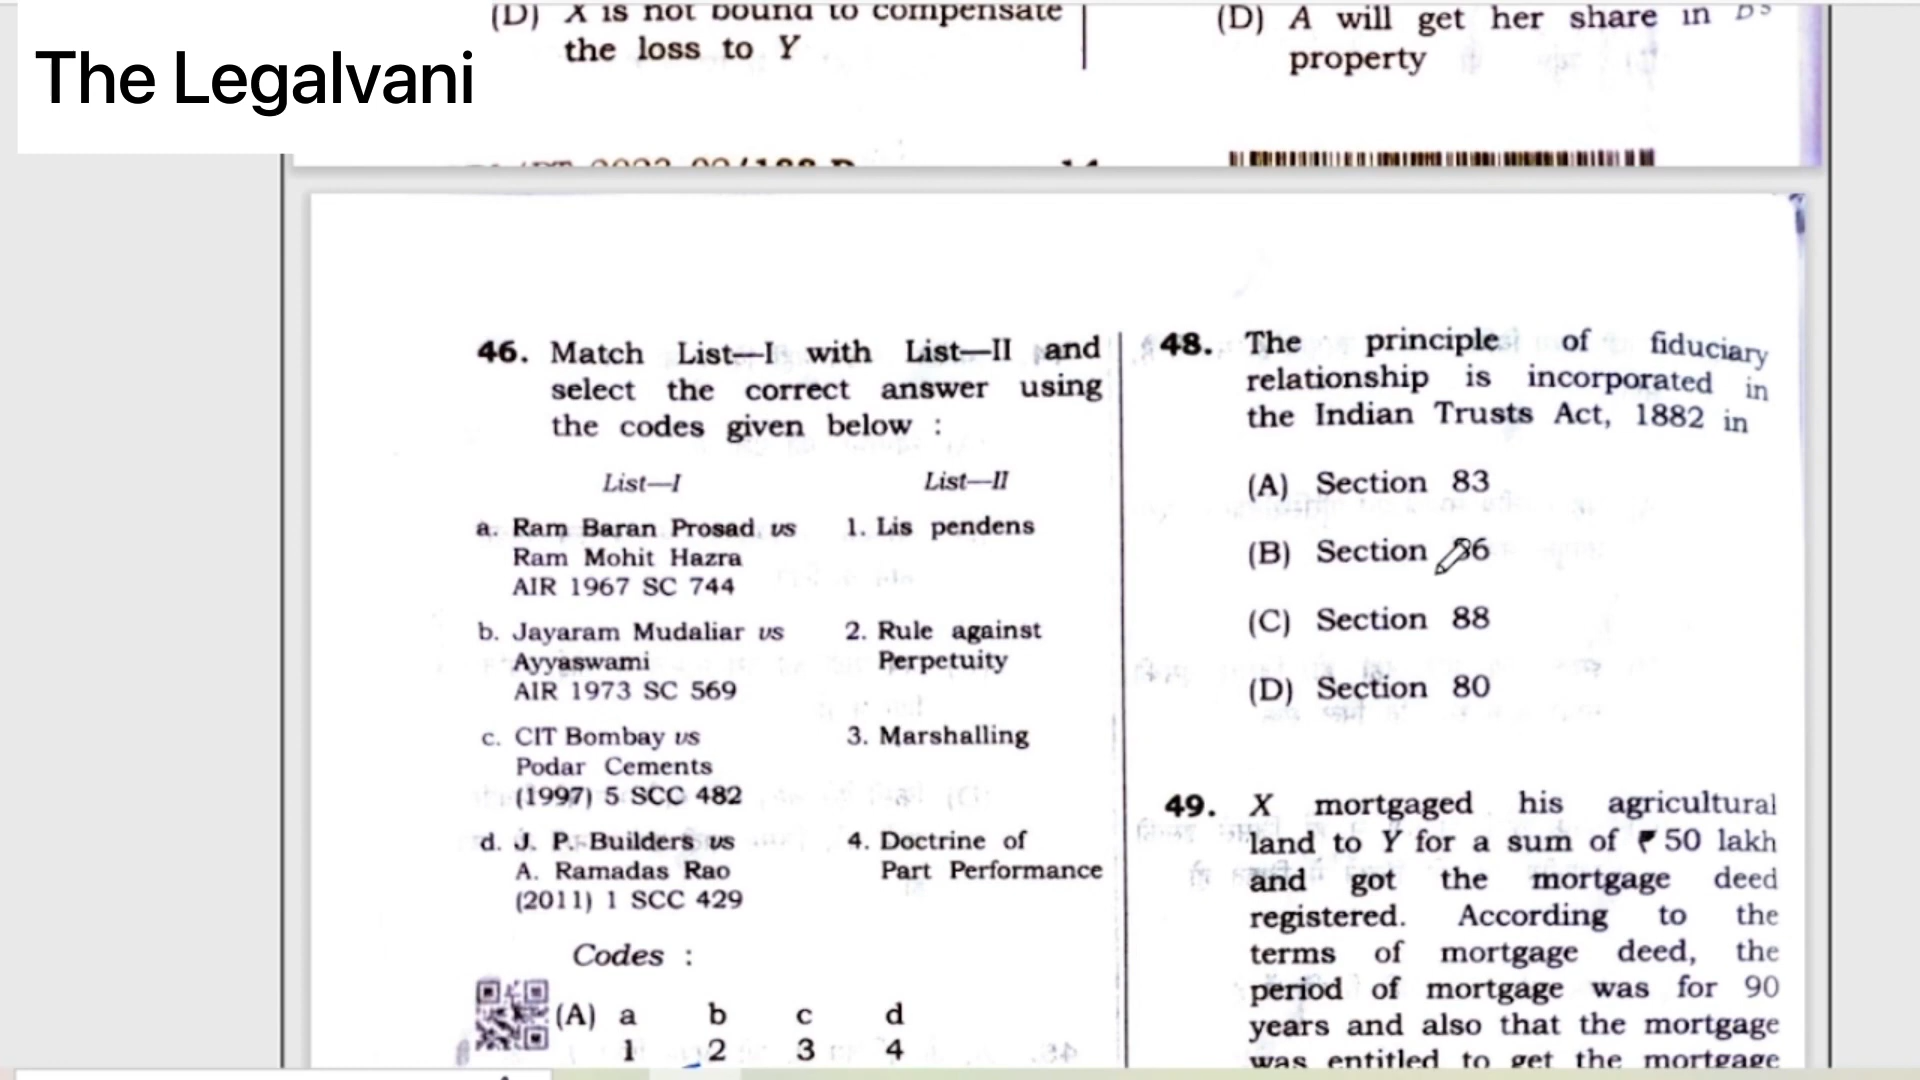 (D) X is not bound to compensate
the loss to Y
(D) A will get her share in B's
property
The Legalvani
46. Match List—I with List—II and
select the correct answer using
the codes given below :
List—I List—II
a. Ram Baran Prosad vs 1. Lis pendens
Ram Mohit Hazra
AIR 1967 SC 744
b. Jayaram Mudaliar vs 2. Rule against
Ayyaswami Perpetuity
AIR 1973 SC 569
c. CIT Bombay vs 3. Marshalling
Podar Cements
(1997) 5 SCC 482
d. J. P. Builders vs 4. Doctrine of
A. Ramadas Rao Part Performance
(2011) 1 SCC 429
Codes :
(A) a b c d
1 2 3 4
48. The principle of fiduciary
relationship is incorporated in
the Indian Trusts Act, 1882 in
(A) Section 83
(B) Section 86
(C) Section 88
(D) Section 80
49. X mortgaged his agricultural
land to Y for a sum of ₹ 50 lakh
and got the mortgage deed
registered. According to the
terms of mortgage deed, the
period of mortgage was for 90
years and also that the mortgage
was entitled to get the mortgage